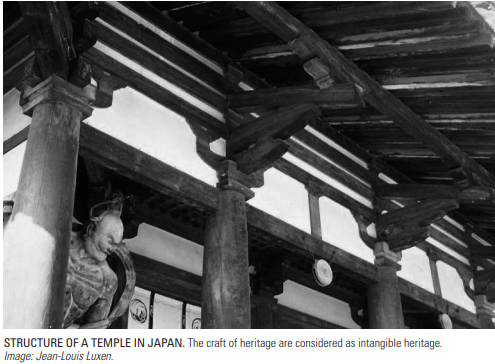 STRUCTURE OF A TEMPLE IN JAPAN. The craft of heritage are considered as intangible heritage.
Image: Jean-Louis Luxen.